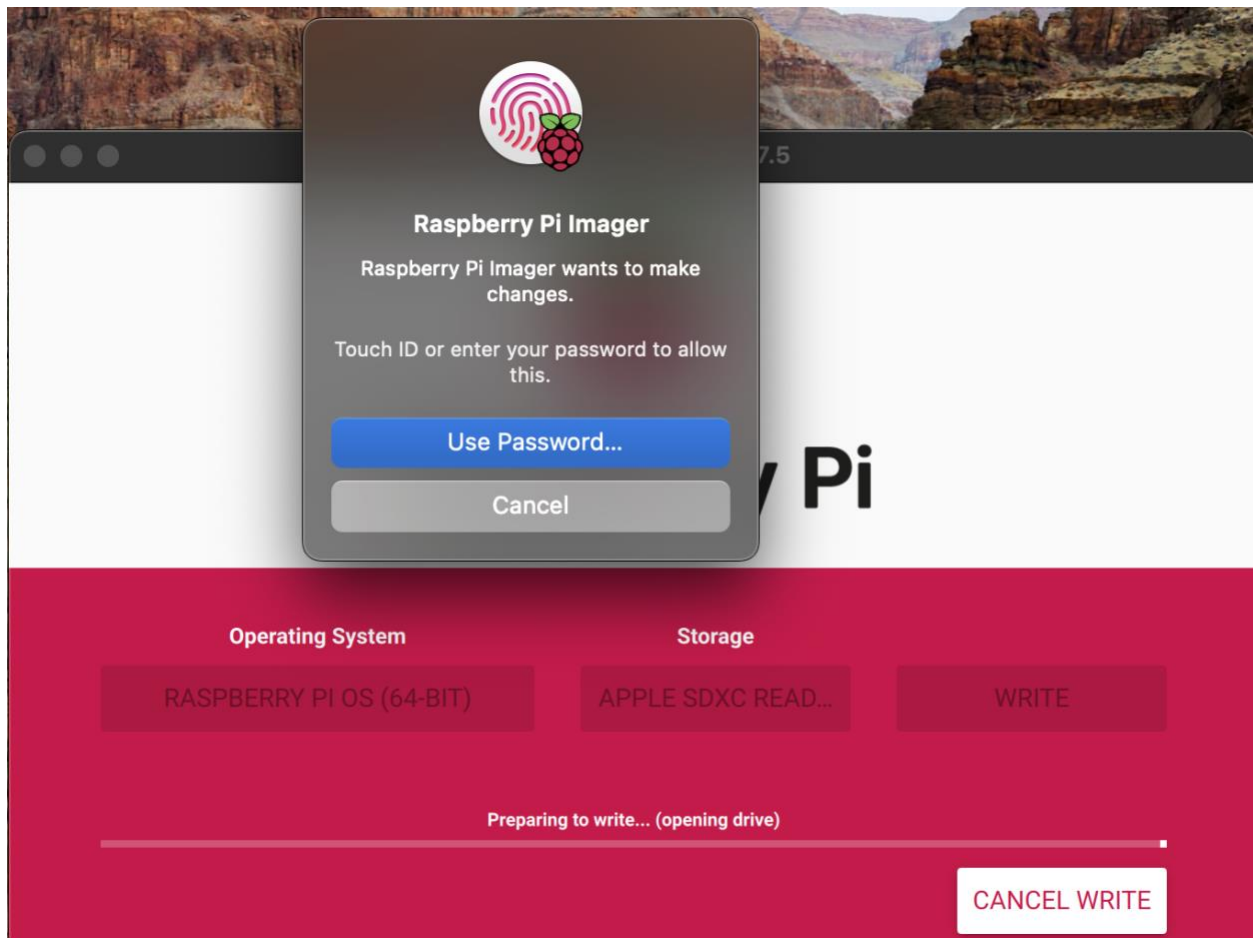 7.5
Raspberry Pi Imager
Raspberry Pi Imager wants to make
changes.
Touch ID or enter your password to allow
this.
Use Password...
Cancel
Pi
Operating System
Storage
RASPBERRY PI OS (64-BIT)
APPLE SDXC READ...
WRITE
Preparing to write... (opening drive)
CANCEL WRITE